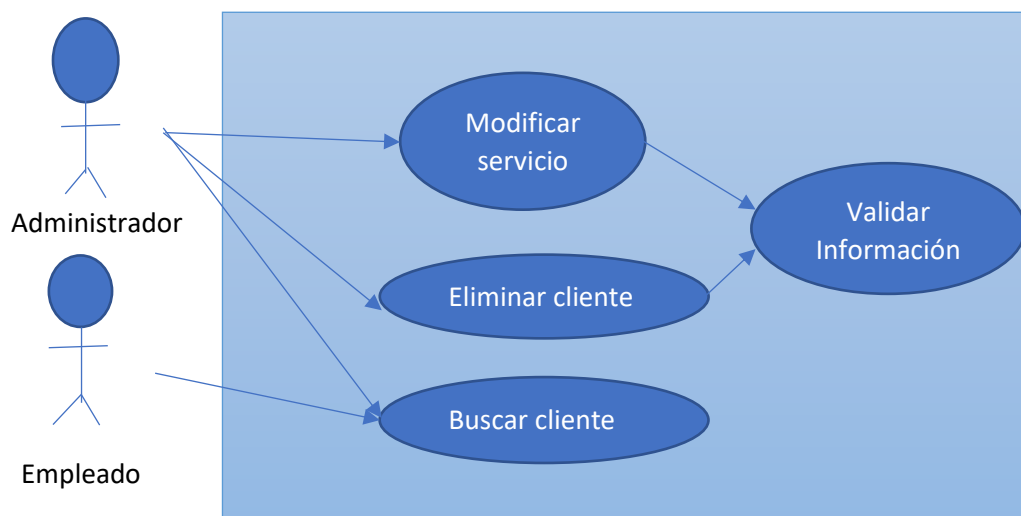 Administrador
Empleado
Modificar
servicio
Eliminar cliente
Buscar cliente
Validar
Información